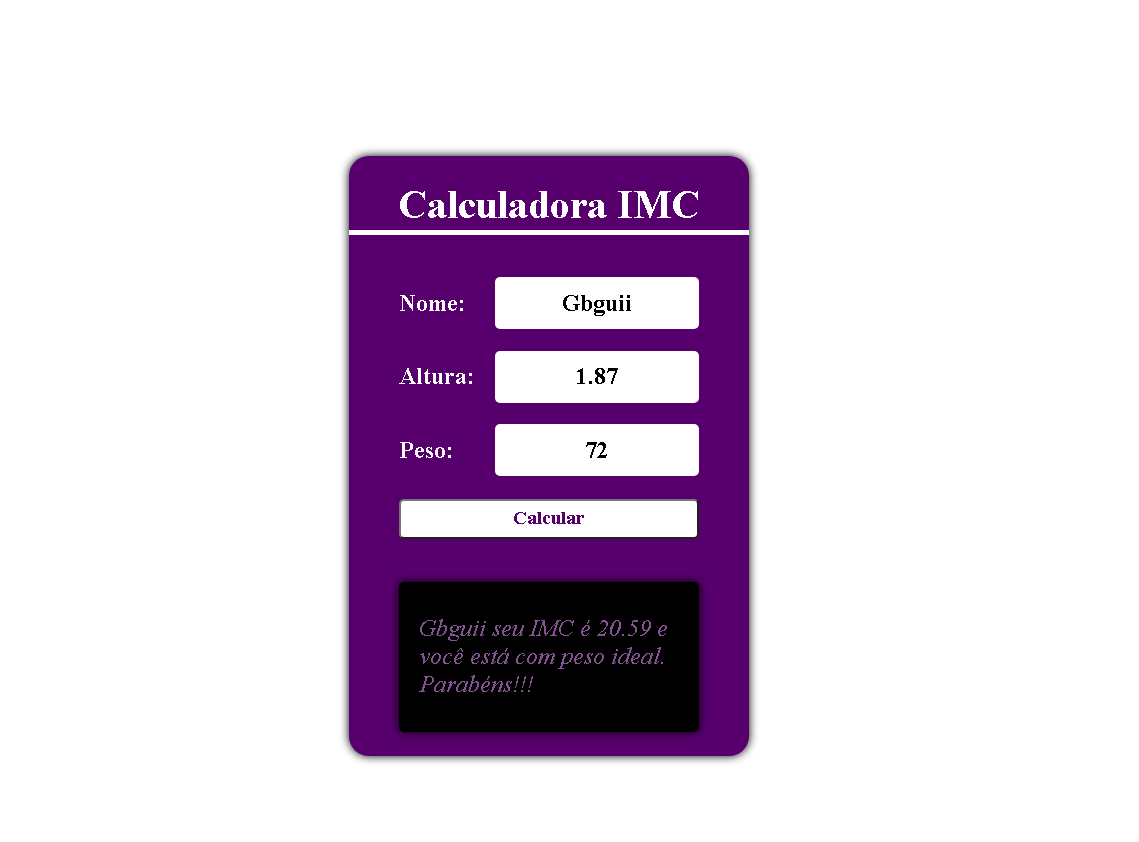 Calculadora IMC
Nome: Gbguii
Altura: 1.87
Peso: 72
Calcular
Gbguii seu IMC é 20.59 e
você está com peso ideal.
Parabéns!!!